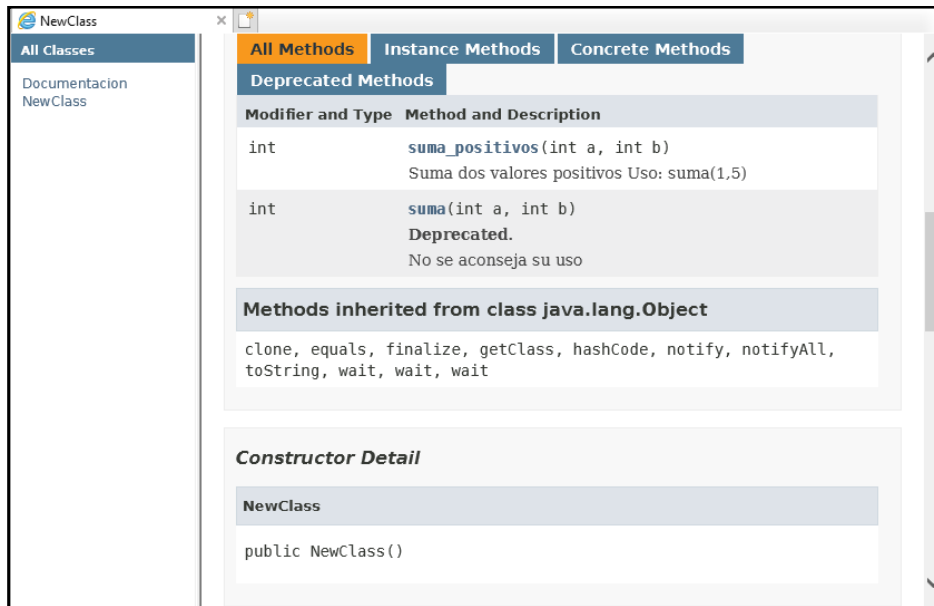 NewClass
All Classes
Documentacion
NewClass
All Methods Instance Methods Concrete Methods
Deprecated Methods
Modifier and Type Method and Description
int suma_positivos(int a, int b)
Suma dos valores positivos Uso: suma(1,5)
int suma(int a, int b)
Deprecated.
No se aconseja su uso
Methods inherited from class java.lang.Object
clone, equals, finalize, getClass, hashCode, notify, notifyAll,
toString, wait, wait, wait
Constructor Detail
NewClass
public NewClass()